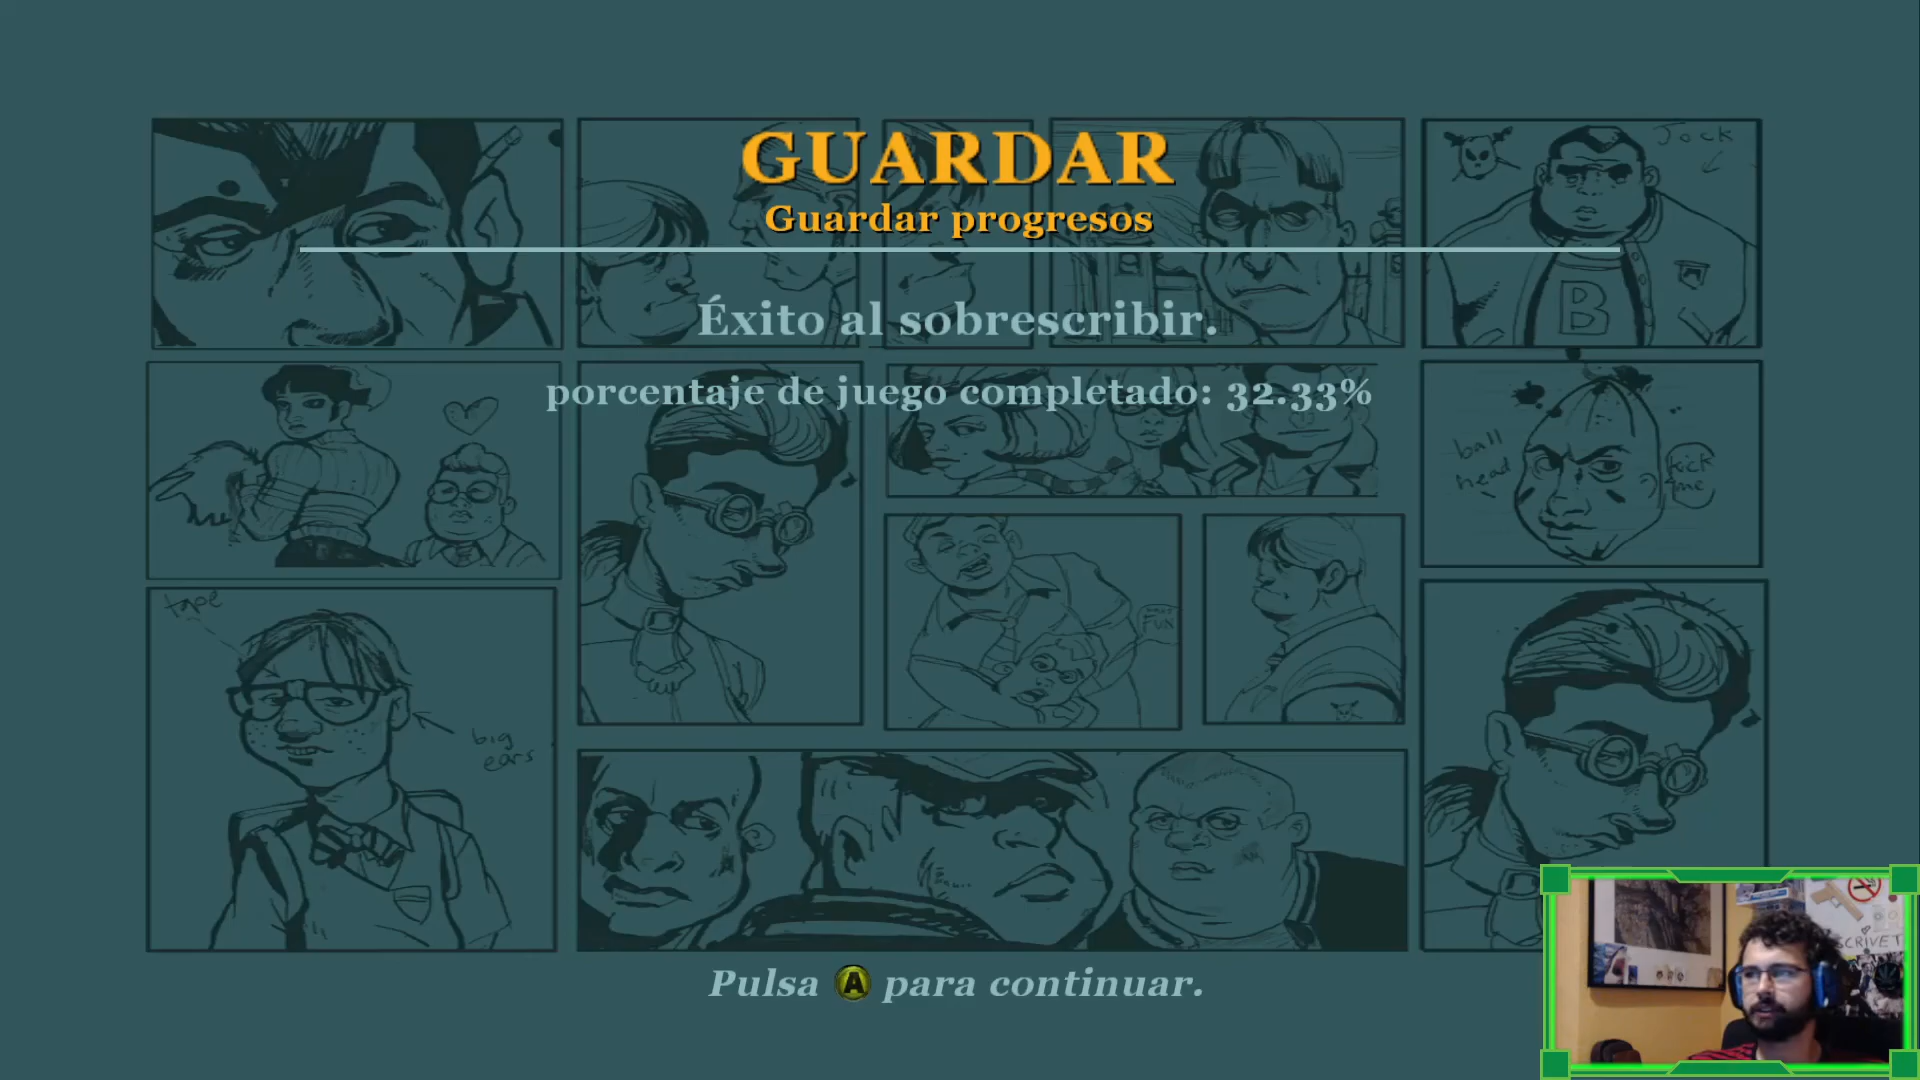 GUARDAR
Guardar progresos
Éxito al sobrescribir.
porcentaje de juego completado: 32.33%
Jock
B
ball
head
kick
me
tape
big
ears
FUN
Pulsa A para continuar.